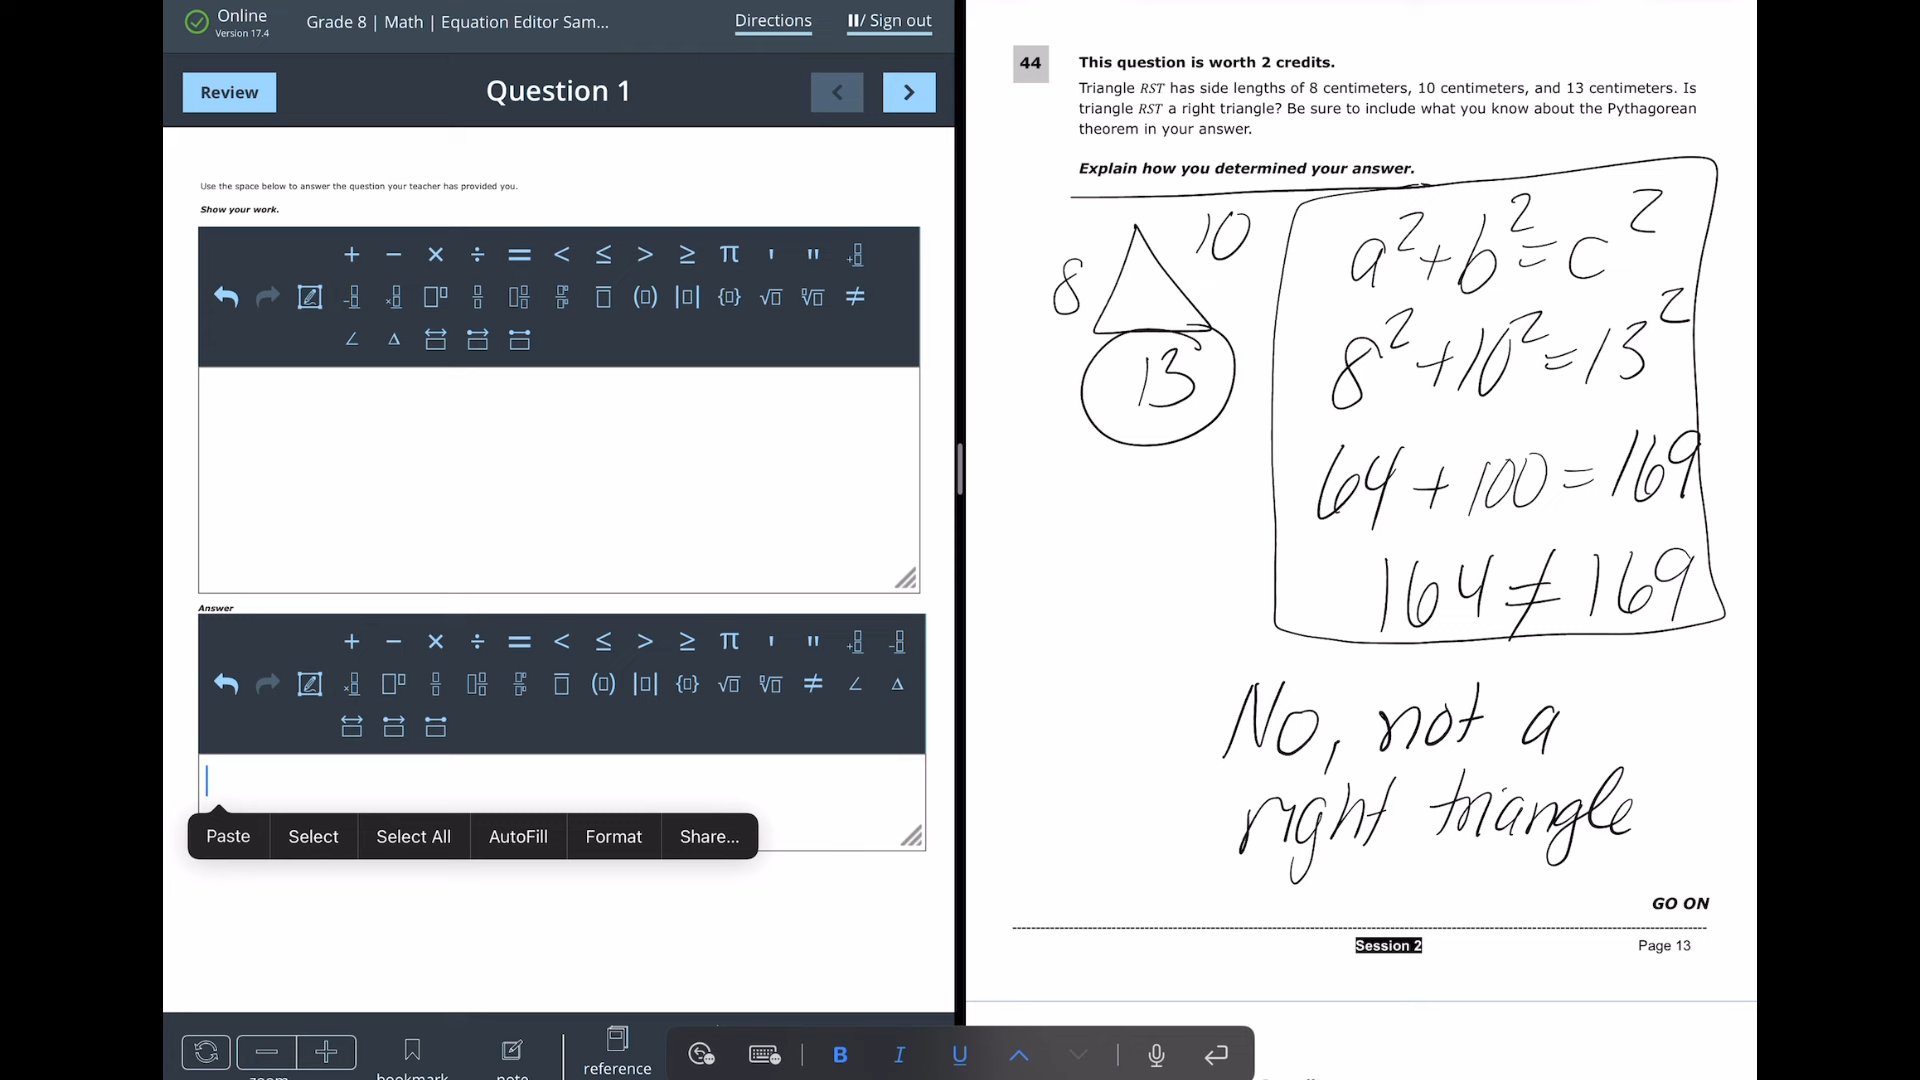 Online
Version 17.4
Grade 8 | Math | Equation Editor Sam...
Directions
/ Sign out
Review
Question 1
Use the space below to answer the question your teacher has provided you.
Show your work.
+ − × ÷ = < ≤ > ≥ π ' "
≠
∠ Δ
Answer
+ − × ÷ = < ≤ > ≥ π ' "
≠ ∠ Δ
Paste Select Select All AutoFill Format Share...
reference
B I U
44
This question is worth 2 credits.
Triangle RST has side lengths of 8 centimeters, 10 centimeters, and 13 centimeters. Is
triangle RST a right triangle? Be sure to include what you know about the Pythagorean
theorem in your answer.
Explain how you determined your answer.
8
10
13
a² + b² = c²
8² + 10² = 13²
64 + 100 = 169
164 ≠ 169
No, not a
right triangle
GO ON
Session 2
Page 13